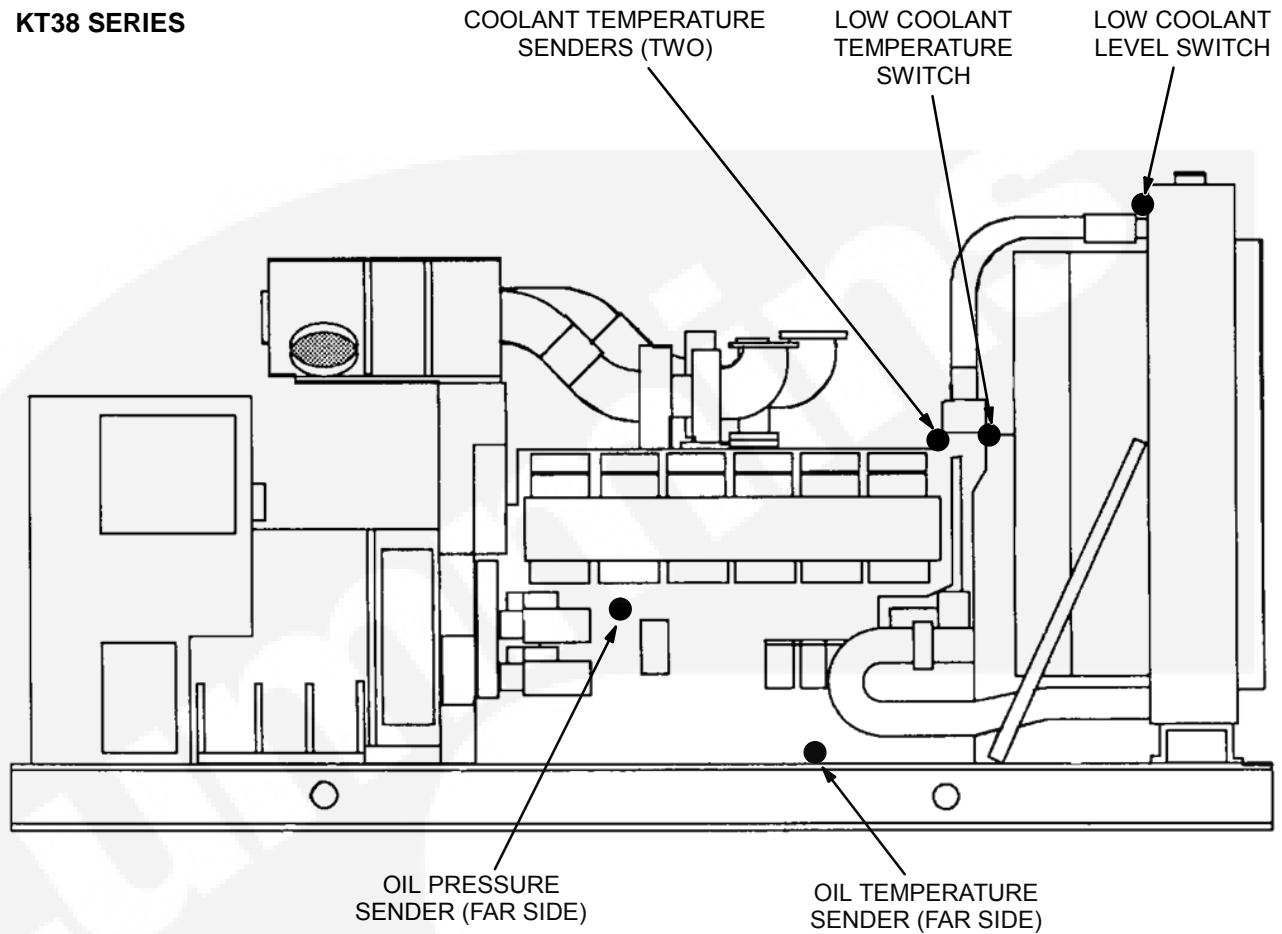 KT38 SERIES
COOLANT TEMPERATURE
SENDERS (TWO)
LOW COOLANT
TEMPERATURE
SWITCH
LOW COOLANT
LEVEL SWITCH
OIL PRESSURE
SENDER (FAR SIDE)
OIL TEMPERATURE
SENDER (FAR SIDE)